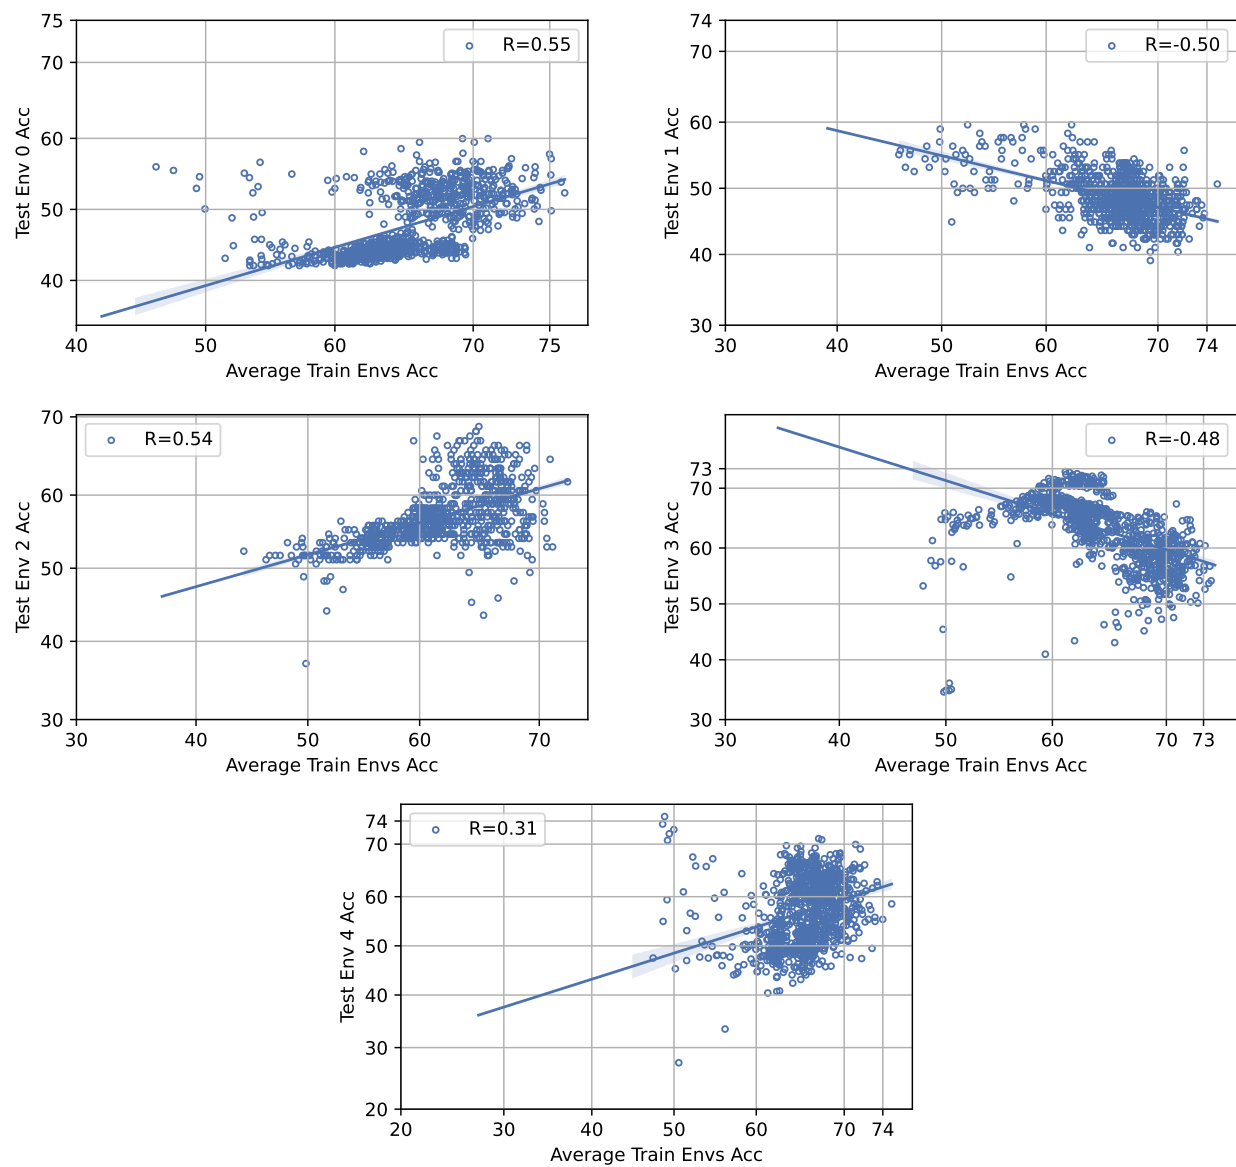 75
70
60
50
40
Test Env 0 Acc
R=0.55
40 50 60 70 75
Average Train Envs Acc
74
70
60
50
40
30
Test Env 1 Acc
R=-0.50
30 50 60 70 74
Average Train Envs Acc
70
60
50
40
30
Test Env 2 Acc
R=0.54
30 40 50 60 70
Average Train Envs Acc
73
70
60
50
40
30
Test Env 3 Acc
R=-0.48
30 40 50 60 70 73
Average Train Envs Acc
74
70
60
50
40
30
20
Test Env 4 Acc
R=0.31
20 30 40 50 60 70 74
Average Train Envs Acc